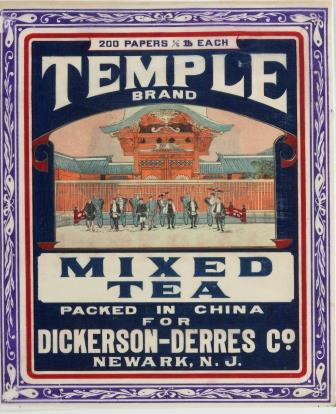 200 PAPERS ½ lb EACH
TEMPLE
BRAND
MIXED
TEA
PACKED IN CHINA
FOR
DICKERSON-DERRES Co
NEWARK, N. J.